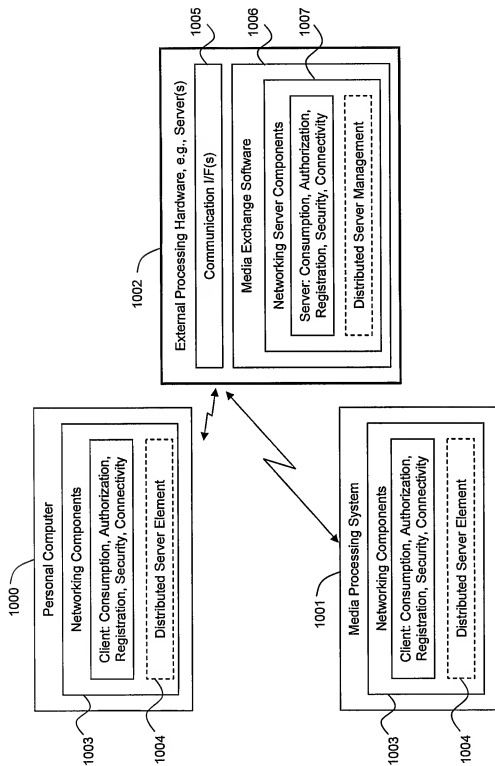 1000
Personal Computer
Networking Components
Client: Consumption, Authorization,
Registration, Security, Connectivity
Distributed Server Element
1003
1004
1002
External Processing Hardware, e.g., Server(s)
Communication I/F(s)
Media Exchange Software
Networking Server Components
Server: Consumption, Authorization,
Registration, Security, Connectivity
Distributed Server Management
1005
1006
1007
1001
Media Processing System
Networking Components
Client: Consumption, Authorization,
Registration, Security, Connectivity
Distributed Server Element
1003
1004